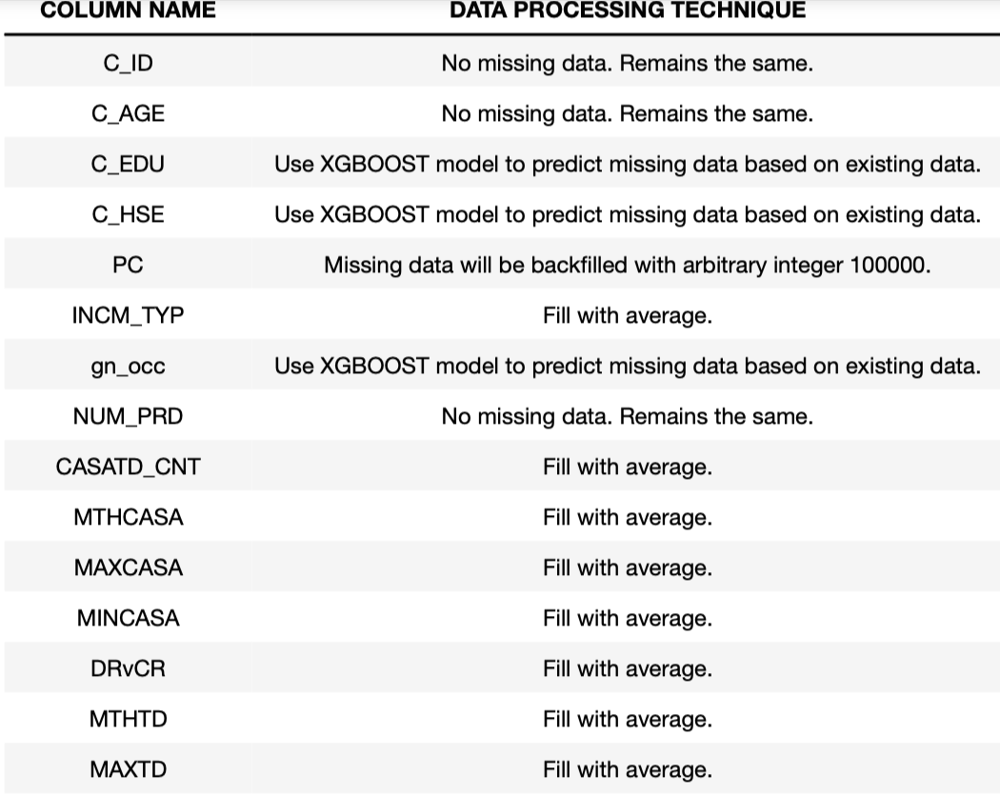 COLUMN NAME DATA PROCESSING TECHNIQUE
C_ID No missing data. Remains the same.
C_AGE No missing data. Remains the same.
C_EDU Use XGBOOST model to predict missing data based on existing data.
C_HSE Use XGBOOST model to predict missing data based on existing data.
PC Missing data will be backfilled with arbitrary integer 100000.
INCM_TYP Fill with average.
gn_occ Use XGBOOST model to predict missing data based on existing data.
NUM_PRD No missing data. Remains the same.
CASATD_CNT Fill with average.
MTHCASA Fill with average.
MAXCASA Fill with average.
MINCASA Fill with average.
DRvCR Fill with average.
MTHTD Fill with average.
MAXTD Fill with average.